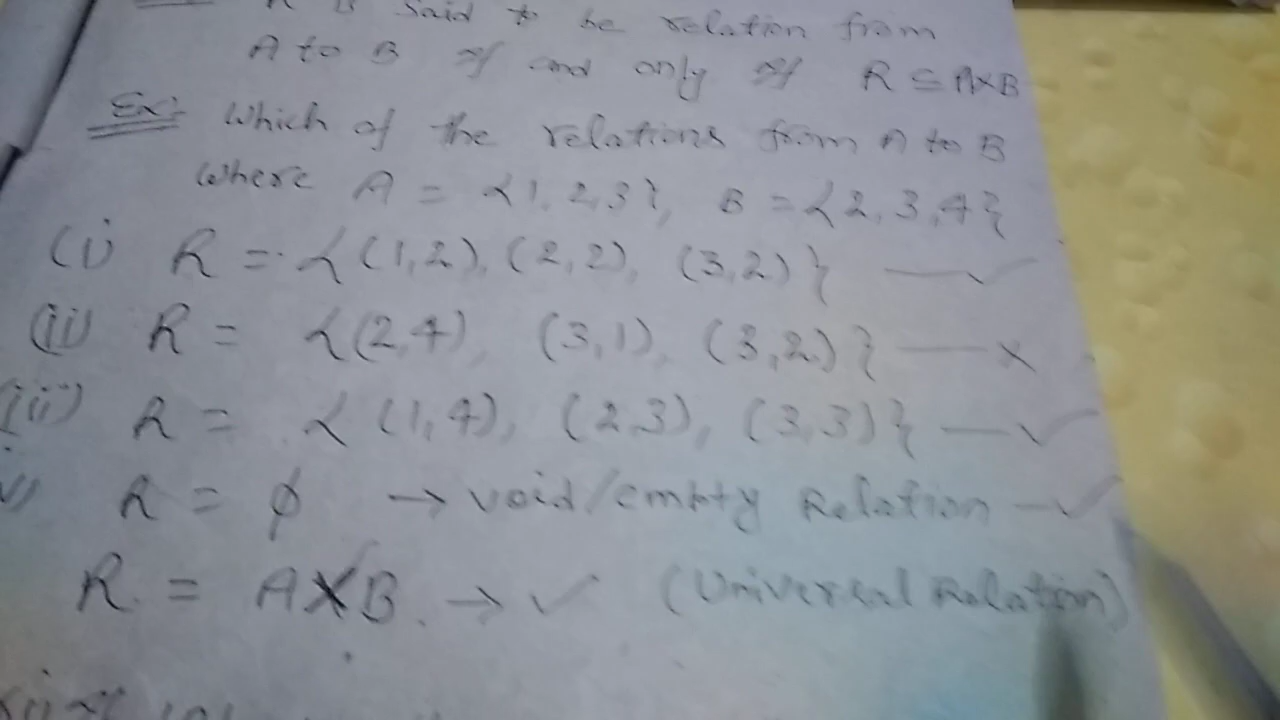 R is said to be relation from
A to B if and only if R ⊆ A×B
Ex:- Which of the relations from A to B
where A = {1,2,3}, B = {2,3,4}
(i) R = {(1,2), (2,2), (3,2)} — ✓
(ii) R = {(2,4), (3,1), (3,2)} — ×
(iii) R = {(1,4), (2,3), (3,3)} — ✓
R = ϕ → void/empty Relation — ✓
R = A×B. → ✓ (Universal Relation)